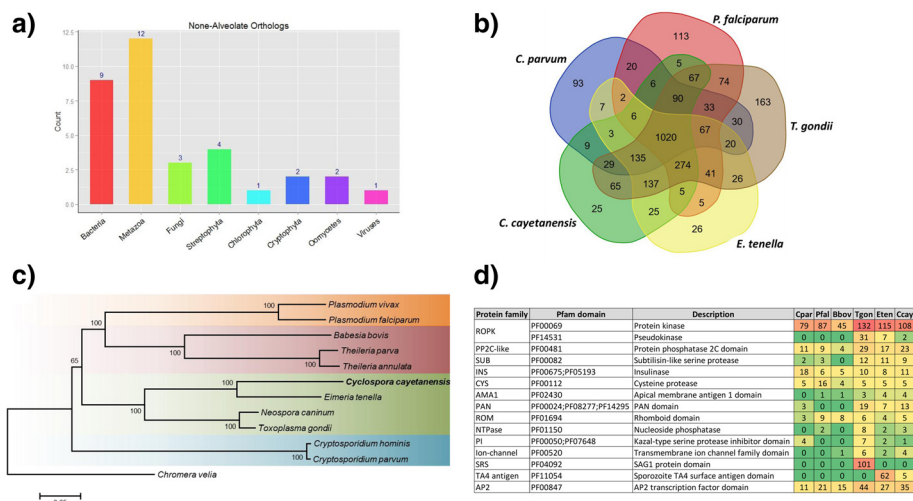 a)
None-Alveolate Orthologs
12.5
10.0
7.5
5.0
2.5
0.0
Count
9
12
3
4
1
2
2
1
Bacteria
Metazoa
Fungi
Streptophyta
Chlorophyta
Cryptophyta
Oomycetes
Viruses
b)
P. falciparum
C. parvum
T. gondii
C. cayetanensis
E. tenella
113
20
5
67
74
163
93
6
90
33
30
7
2
6
67
20
3
1020
9
29
135
274
41
26
65
137
5
5
25
25
26
c)
Plasmodium vivax
Plasmodium falciparum
Babesia bovis
Theileria parva
Theileria annulata
Cyclospora cayetanensis
Eimeria tenella
Neospora caninum
Toxoplasma gondii
Cryptosporidium hominis
Cryptosporidium parvum
Chromera velia
100
100
100
100
65
100
100
100
100
d)
Protein family Pfam domain Description Cpar Pfal Bbov Tgon Eten Ccay
ROPK PF00069 Protein kinase 79 87 45 132 115 108
PF14531 Pseudokinase 0 0 0 31 7 2
PP2C-like PF00481 Protein phosphatase 2C domain 11 9 4 29 17 23
SUB PF00082 Subtilisin-like serine protease 2 3 0 12 11 9
INS PF00675;PF05193 Insulinase 18 6 5 10 8 11
CYS PF00112 Cysteine protease 5 16 4 5 5 5
AMA1 PF02430 Apical membrane antigen 1 domain 0 1 1 3 4 4
PAN PF00024;PF08277;PF14295 PAN domain 3 0 0 19 7 13
ROM PF01694 Rhomboid domain 3 9 8 6 4 5
NTPase PF01150 Nucleoside phosphatase 0 1 0 8 2 3
PI PF00050;PF07648 Kazal-type serine protease inhibitor domain 4 0 0 7 2 3
Ion-channel PF00520 Transmembrane ion channel family domain 0 0 1 6 2 4
SRS PF04092 SAG1 protein domain 0 0 0 101 0 0
TA4 antigen PF11054 Sporozoite TA4 surface antigen domain 0 0 0 0 62 5
AP2 PF00847 AP2 transcription factor domain 11 21 15 44 27 35